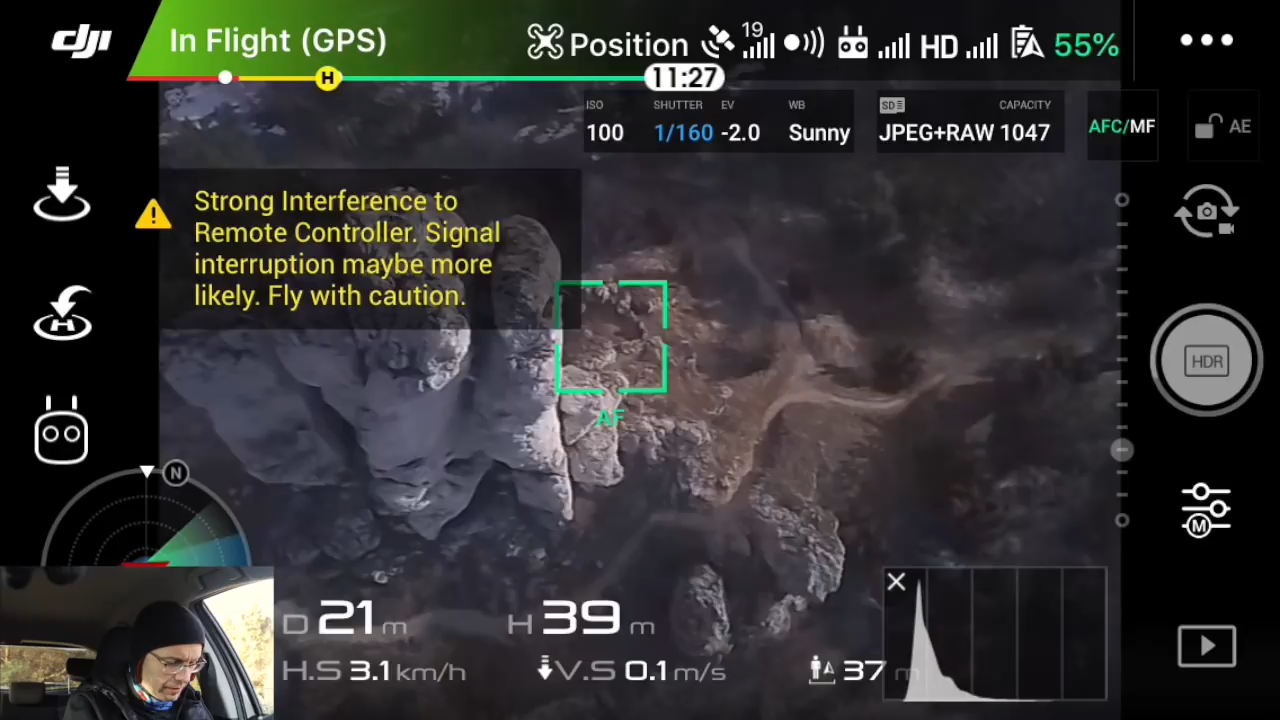 dji
In Flight (GPS)
Position
19
HD
55%
H
11:27
ISO
100
SHUTTER
1/160
EV
-2.0
WB
Sunny
SD
CAPACITY
JPEG+RAW 1047
AFC/MF
AE
Strong Interference to
Remote Controller. Signal
interruption maybe more
likely. Fly with caution.
H
AF
HDR
N
M
D 21 m
H 39 m
H.S 3.1 km/h
V.S 0.1 m/s
37 m